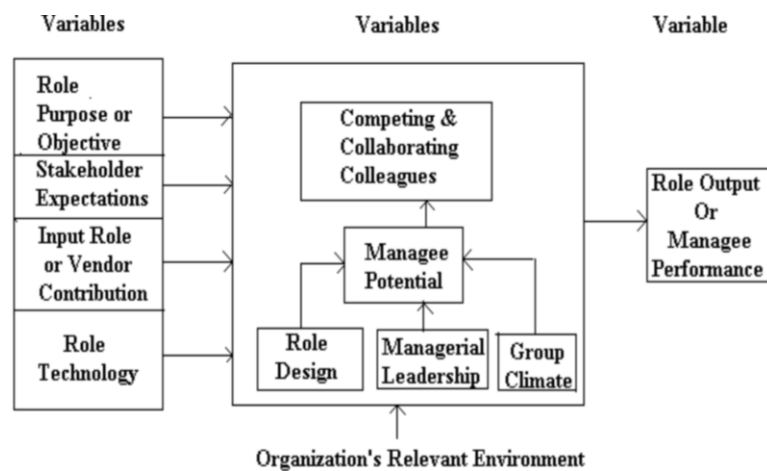 Variables
Variables
Variable
Role
Purpose or
Objective
Stakeholder
Expectations
Input Role
or Vendor
Contribution
Role
Technology
Competing &
Collaborating
Colleagues
Managee
Potential
Role
Design
Managerial
Leadership
Group
Climate
Role Output
Or
Managee
Performance
Organization's Relevant Environment